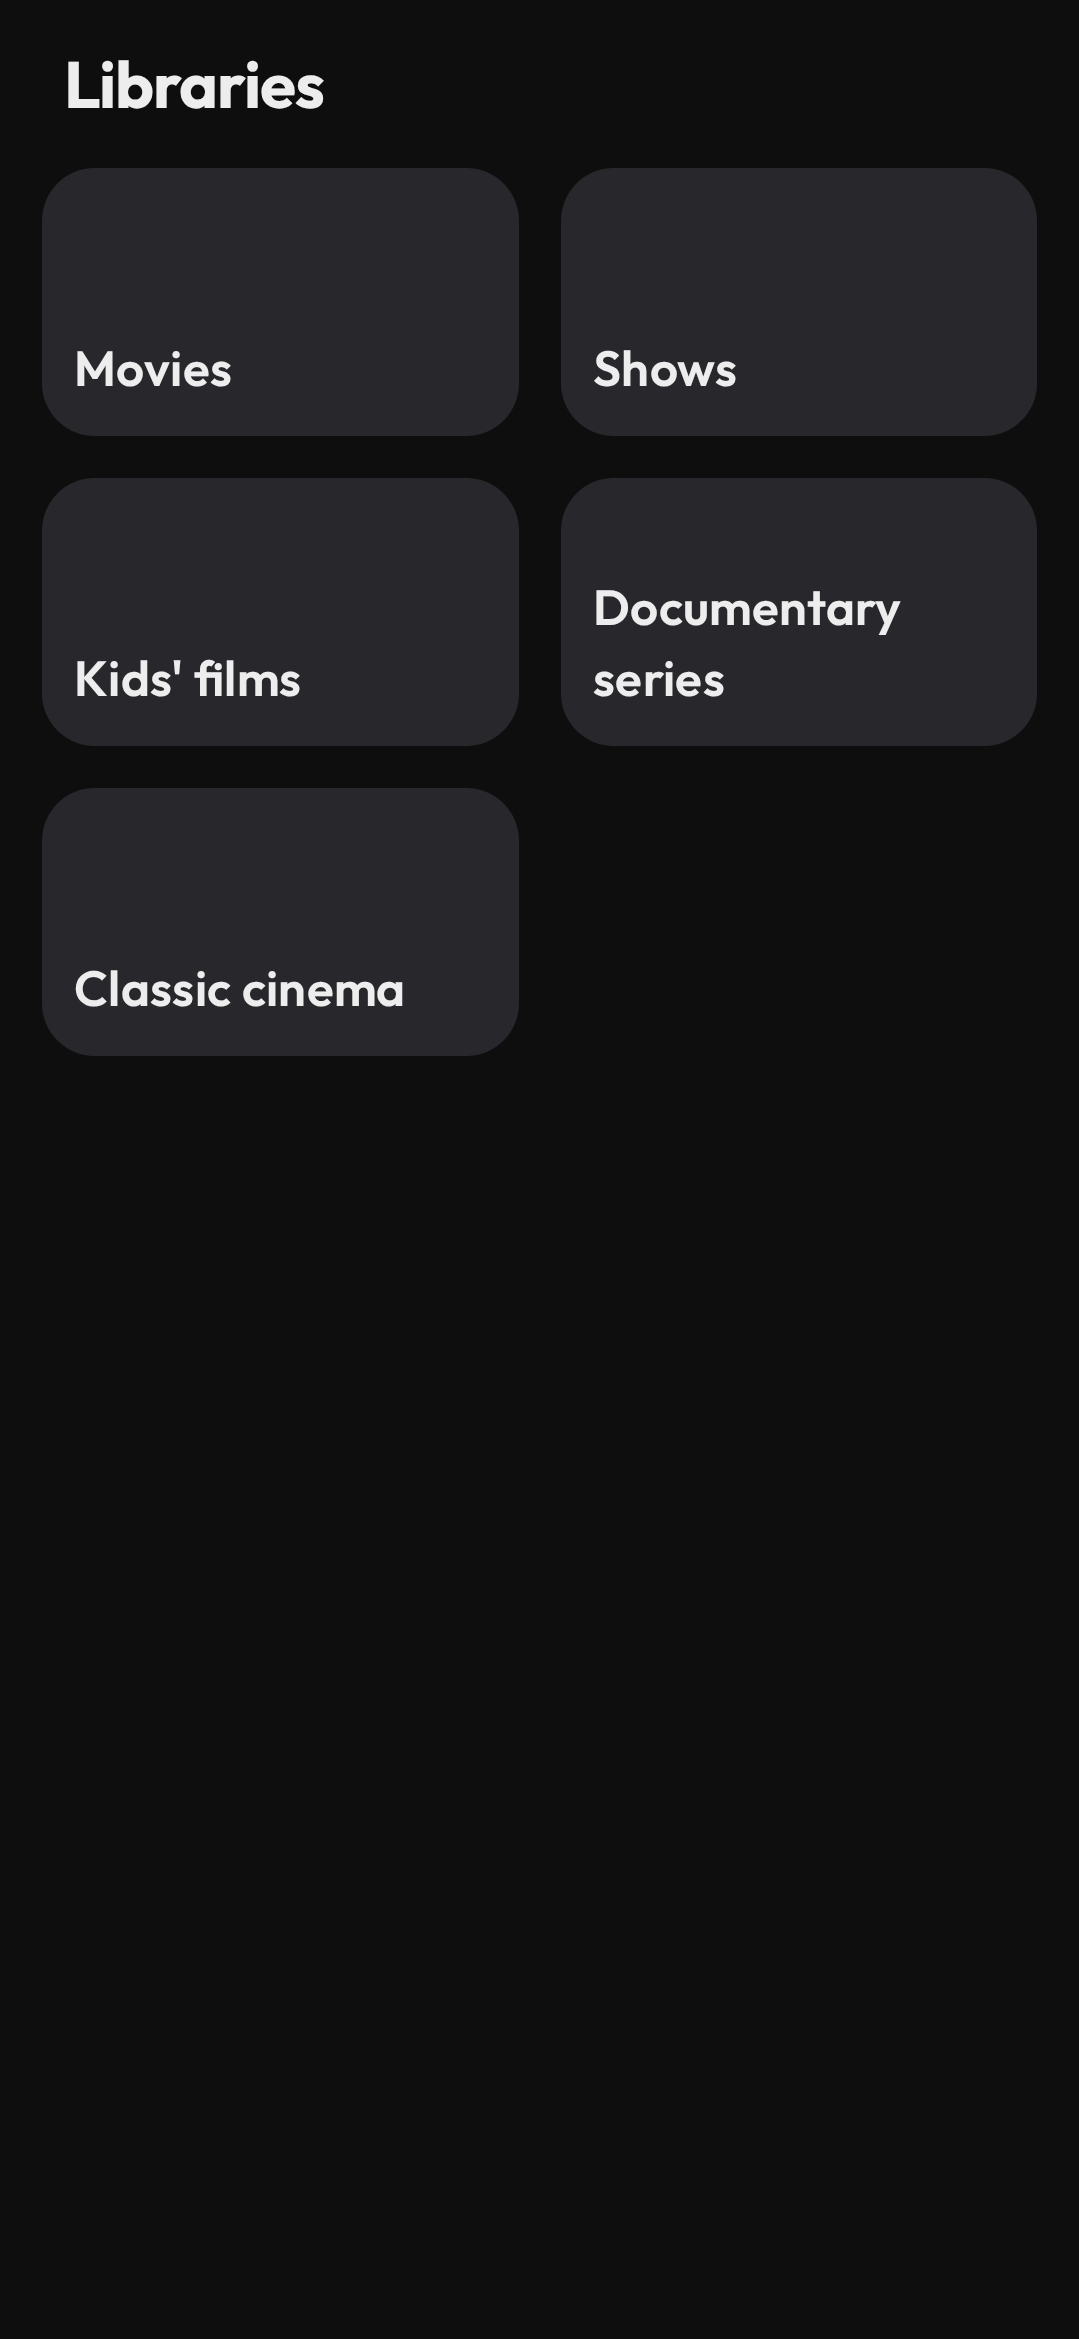 Libraries
Movies
Shows
Kids' films
Documentary
series
Classic cinema